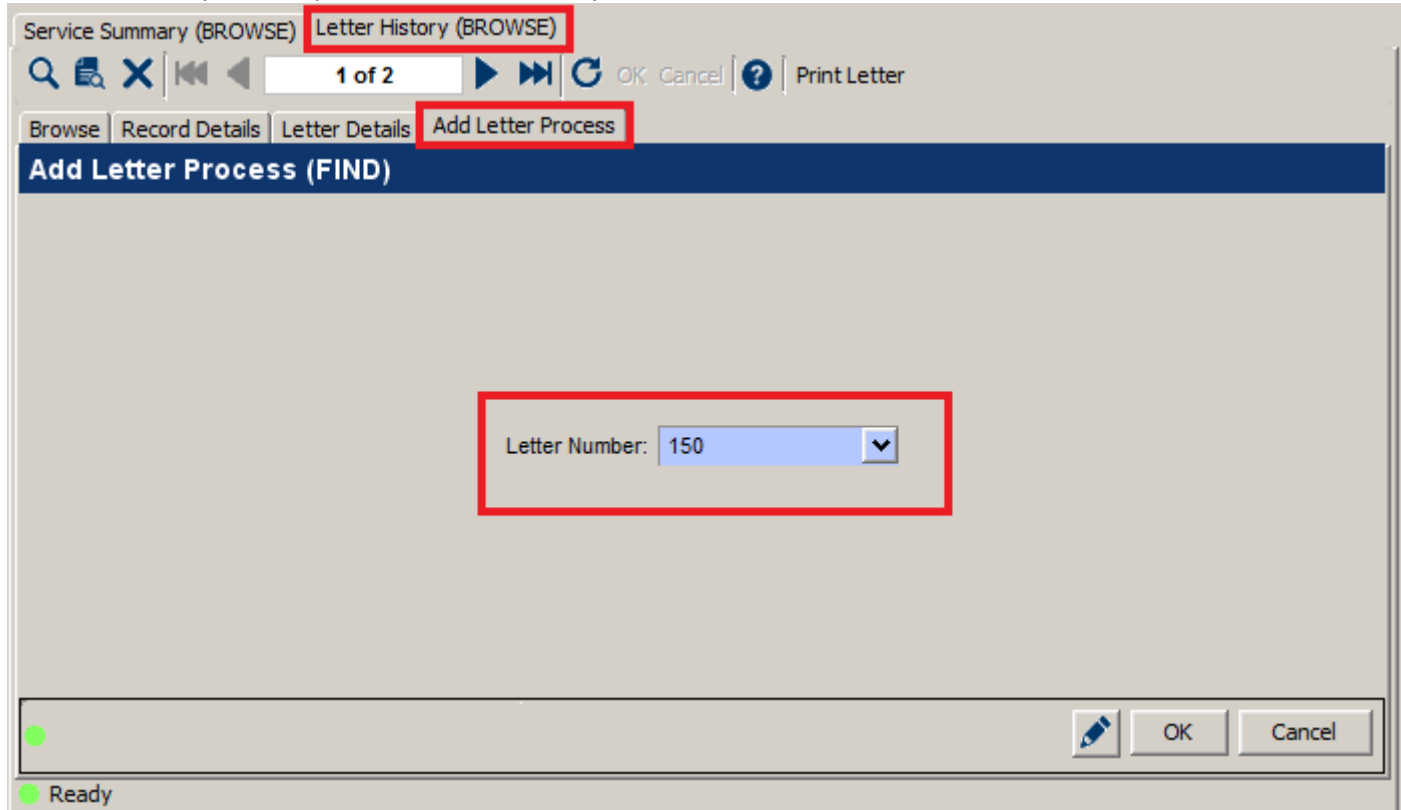 Service Summary (BROWSE) Letter History (BROWSE)
1 of 2 OK Cancel ? Print Letter
Browse Record Details Letter Details Add Letter Process
Add Letter Process (FIND)
Letter Number: 150
OK Cancel
Ready